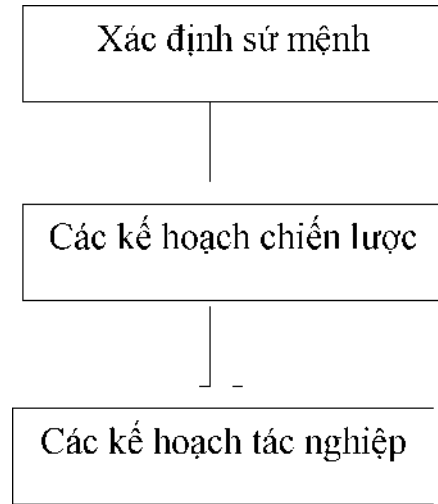 Xác định sứ mệnh
Các kế hoạch chiến lược
Các kế hoạch tác nghiệp